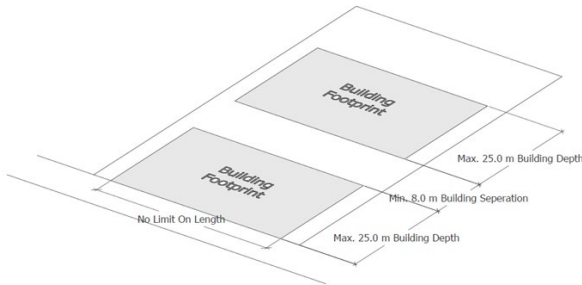 Building
Footprint
Max. 25.0 m Building Depth
Building
Footprint
Min. 8.0 m Building Seperation
No Limit On Length
Max. 25.0 m Building Depth